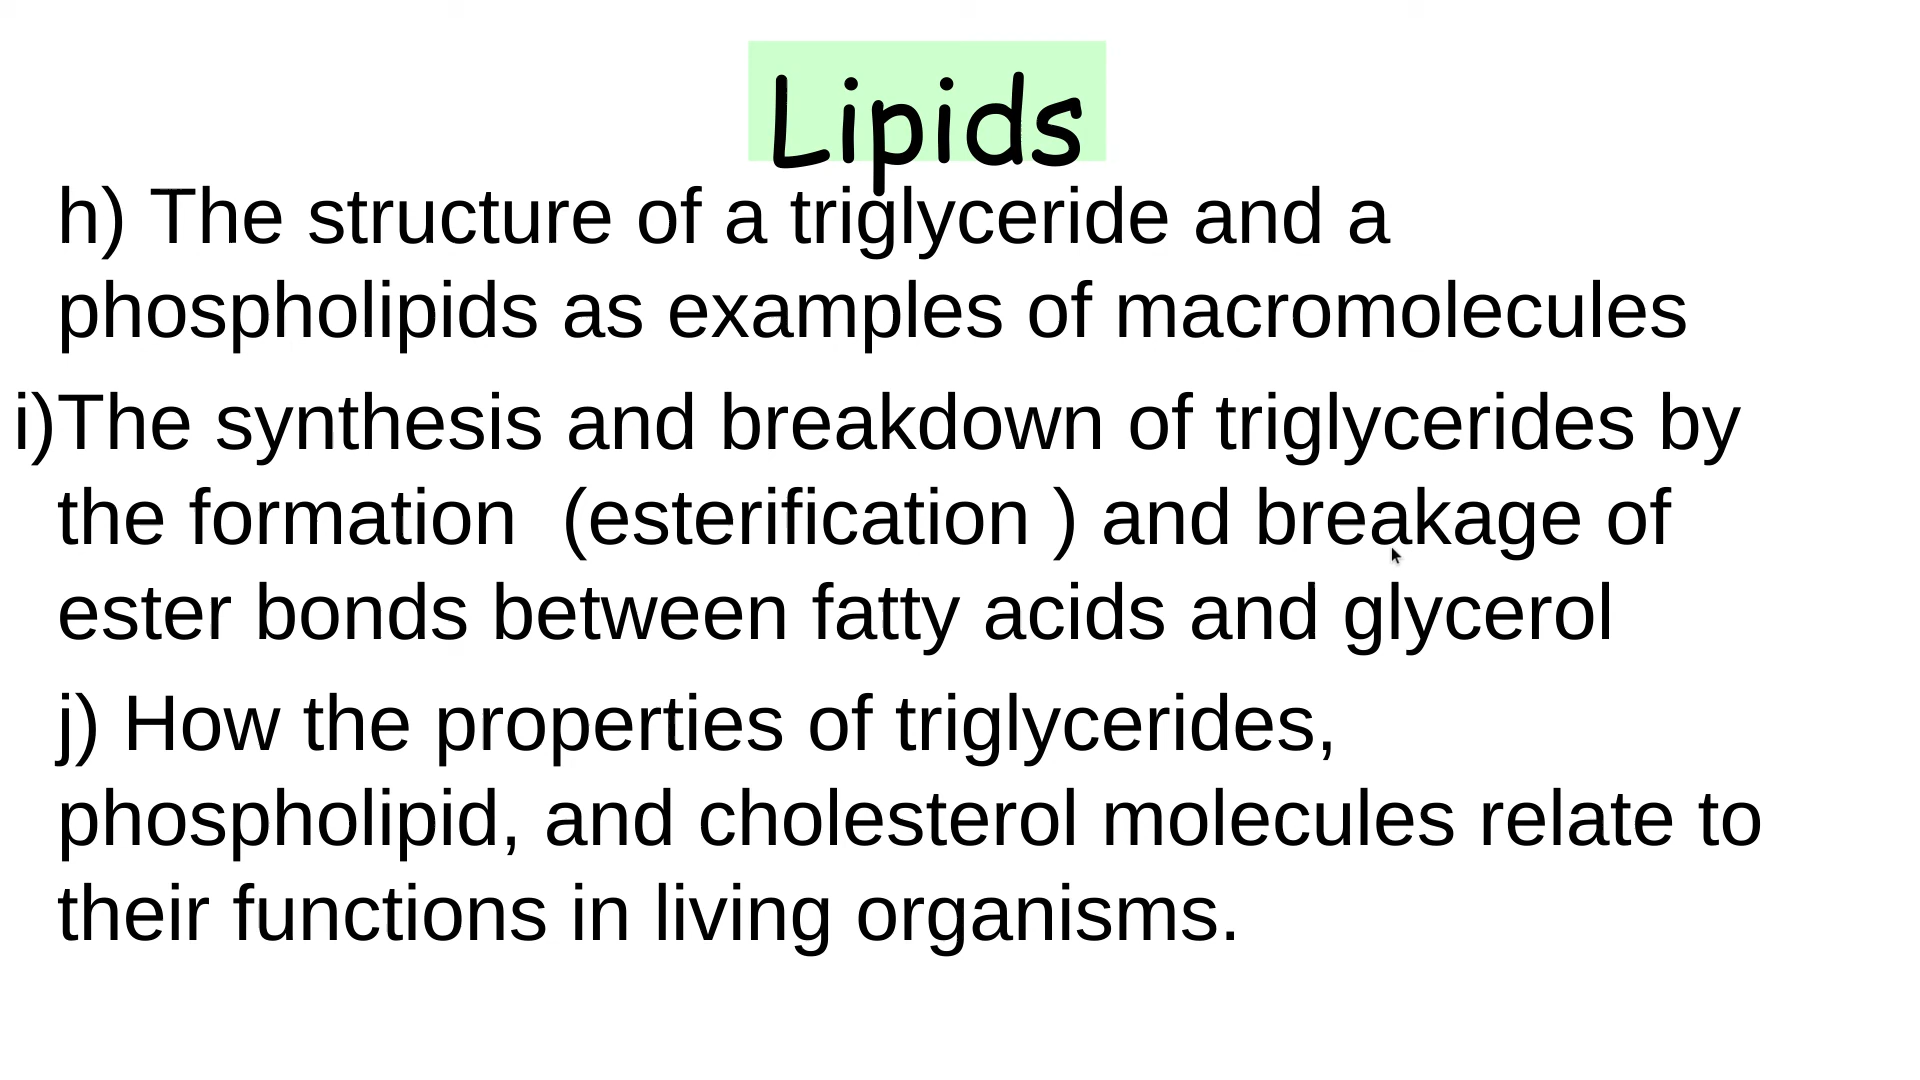 Lipids
h) The structure of a triglyceride and a
phospholipids as examples of macromolecules
i)The synthesis and breakdown of triglycerides by
the formation  (esterification ) and breakage of
ester bonds between fatty acids and glycerol
j) How the properties of triglycerides,
phospholipid, and cholesterol molecules relate to
their functions in living organisms.